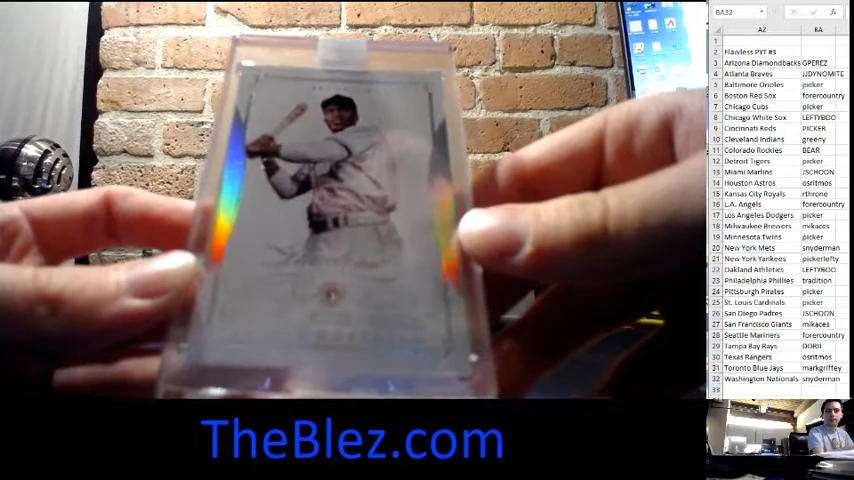 BA32
AZ BA
1
2 Flawless PYT #3
3 Arizona Diamondbacks GPEREZ
4 Atlanta Braves JJDYNOMITE
5 Baltimore Orioles picker
6 Boston Red Sox forercountry
7 Chicago Cubs picker
8 Chicago White Sox LEFTYBOO
9 Cincinnati Reds PICKER
10 Cleveland Indians greeny
11 Colorado Rockies BEAR
12 Detroit Tigers picker
13 Miami Marlins JSCHOON
14 Houston Astros osritmos
15 Kansas City Royals rthrone
16 L.A. Angels forercountry
17 Los Angeles Dodgers picker
18 Milwaukee Brewers mikaces
19 Minnesota Twins picker
20 New York Mets snyderman
21 New York Yankees pickerlefty
22 Oakland Athletics LEFTYBOO
23 Philadelphia Phillies tradition
24 Pittsburgh Pirates picker
25 St. Louis Cardinals picker
26 San Diego Padres JSCHOON
27 San Francisco Giants mikaces
28 Seattle Mariners forercountry
29 Tampa Bay Rays DORII
30 Texas Rangers osritmos
31 Toronto Blue Jays markgriffey
32 Washington Nationals snyderman
33
TheBlez.com